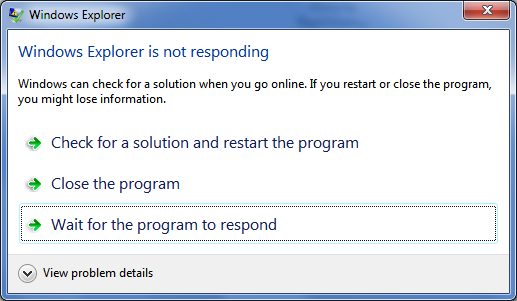 Windows Explorer
Windows Explorer is not responding
Windows can check for a solution when you go online. If you restart or close the program,
you might lose information.
Check for a solution and restart the program
Close the program
Wait for the program to respond
View problem details